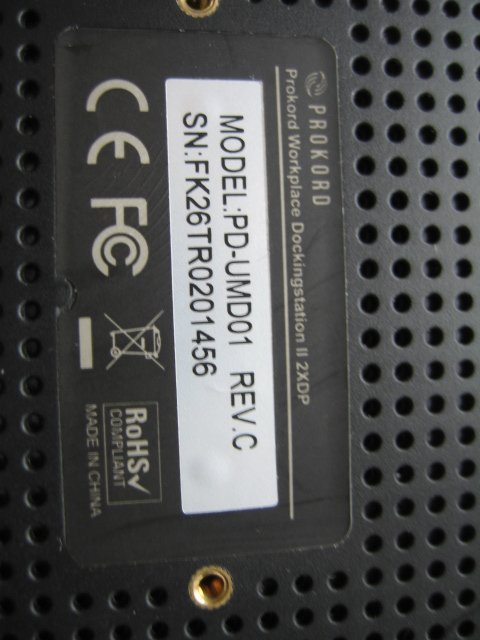 PROKORD
Prokord Workplace Dockingstation II 2XDP
MODEL:PD-UMD01 REV.C
SN:FK26TR0201456
CE FC
RoHS✓
COMPLIANT
MADE IN CHINA